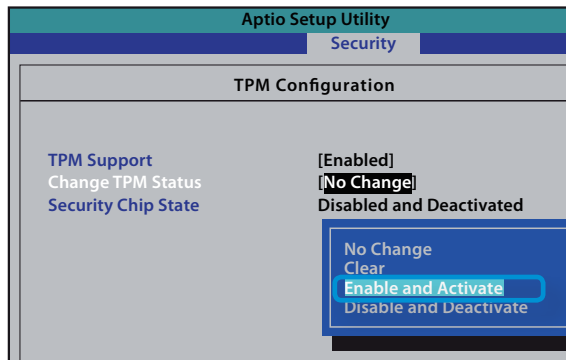 Aptio Setup Utility
Security
TPM Configuration
TPM Support [Enabled]
Change TPM Status [No Change]
Security Chip State Disabled and Deactivated
No Change
Clear
Enable and Activate
Disable and Deactivate